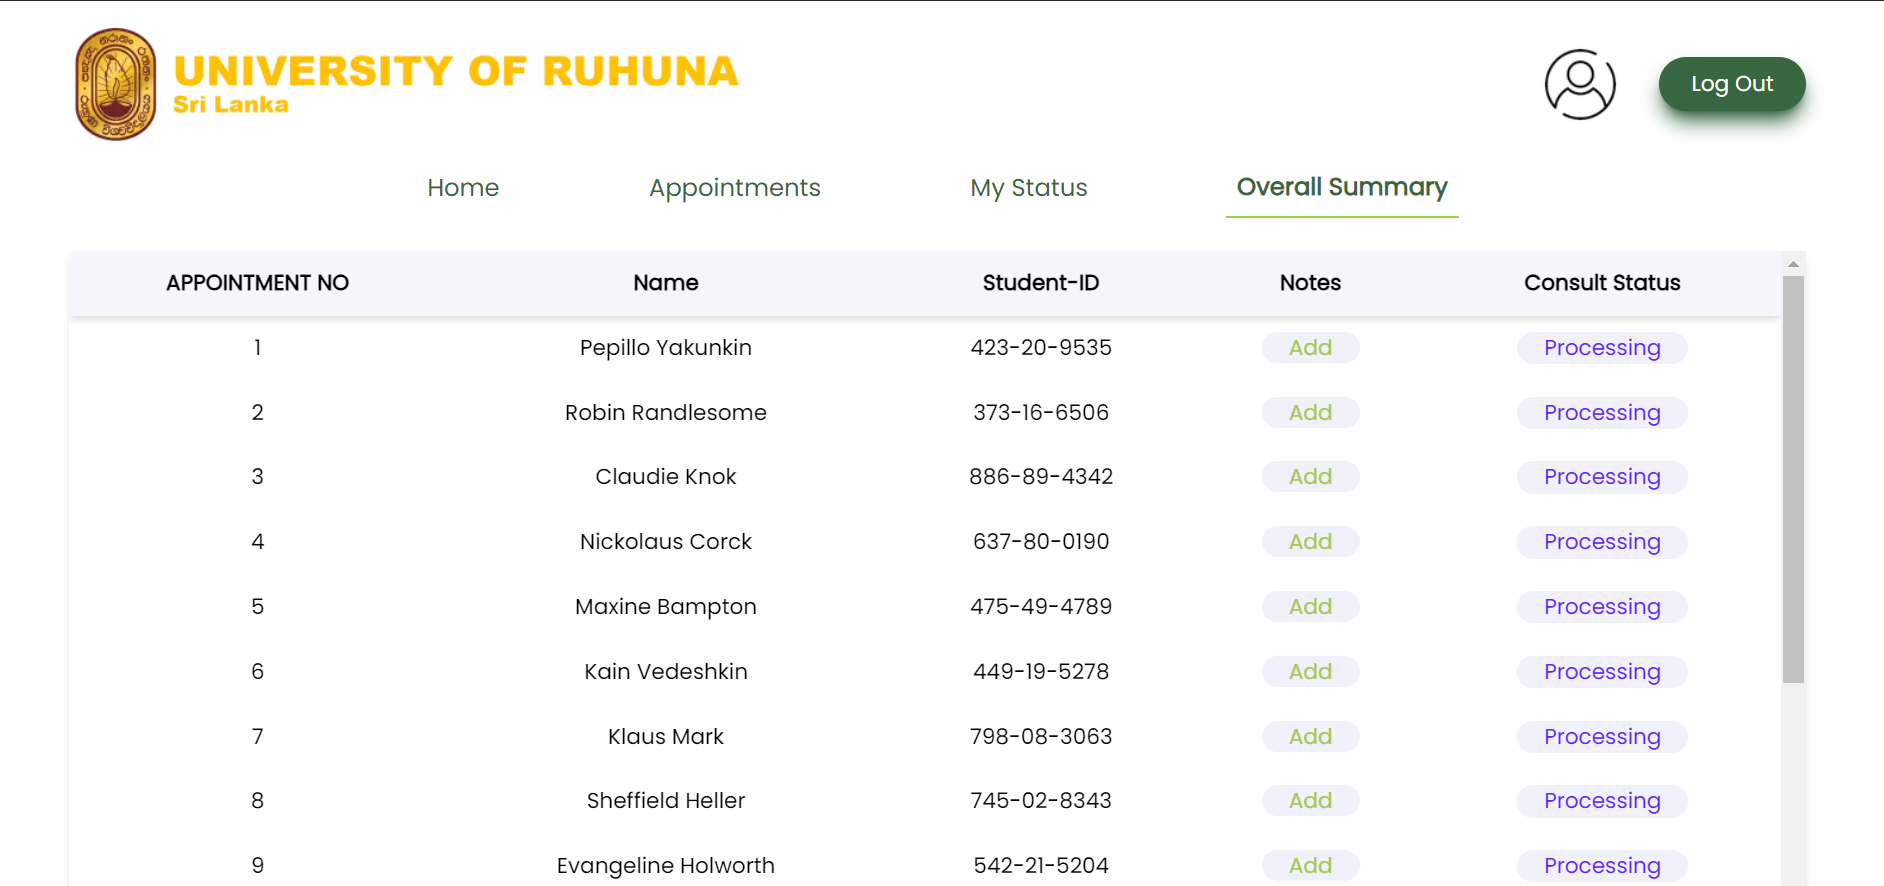 UNIVERSITY OF RUHUNA
Sri Lanka
Log Out
Home Appointments My Status Overall Summary
APPOINTMENT NO Name Student-ID Notes Consult Status
1 Pepillo Yakunkin 423-20-9535 Add Processing
2 Robin Randlesome 373-16-6506 Add Processing
3 Claudie Knok 886-89-4342 Add Processing
4 Nickolaus Corck 637-80-0190 Add Processing
5 Maxine Bampton 475-49-4789 Add Processing
6 Kain Vedeshkin 449-19-5278 Add Processing
7 Klaus Mark 798-08-3063 Add Processing
8 Sheffield Heller 745-02-8343 Add Processing
9 Evangeline Holworth 542-21-5204 Add Processing